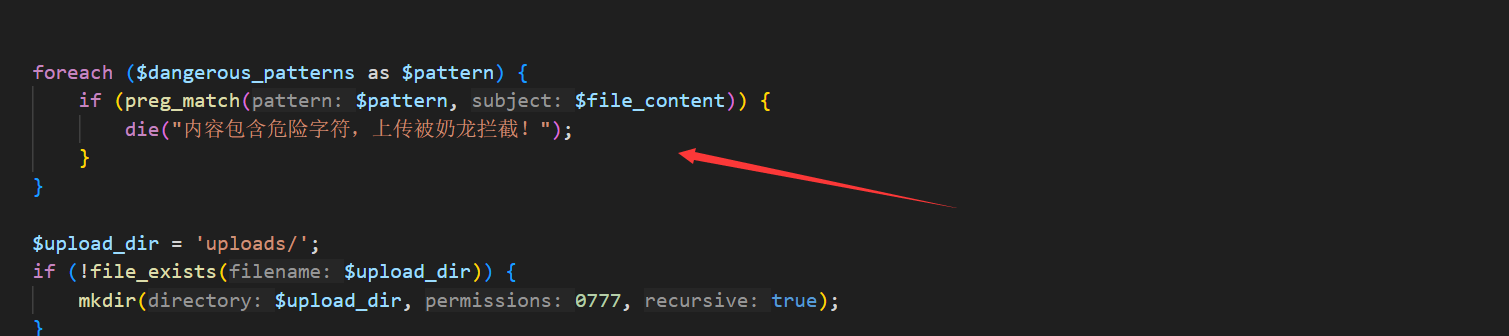 foreach ($dangerous_patterns as $pattern) {
if (preg_match(pattern: $pattern, subject: $file_content)) {
die("内容包含危险字符，上传被奶龙拦截！");
}
}
$upload_dir = 'uploads/';
if (!file_exists(filename: $upload_dir)) {
mkdir(directory: $upload_dir, permissions: 0777, recursive: true);
}